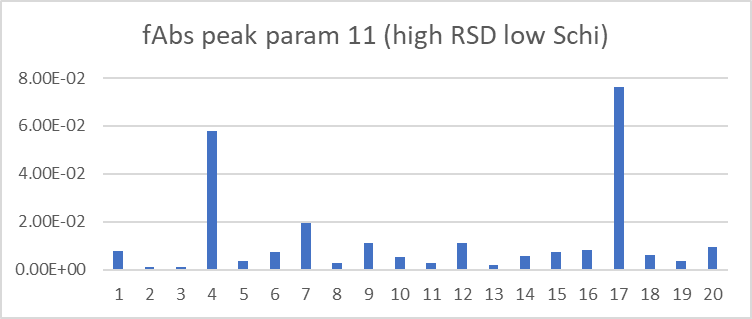 fAbs peak param 11 (high RSD low Schi)
8.00E-02
6.00E-02
4.00E-02
2.00E-02
0.00E+00
1 2 3 4 5 6 7 8 9 10 11 12 13 14 15 16 17 18 19 20